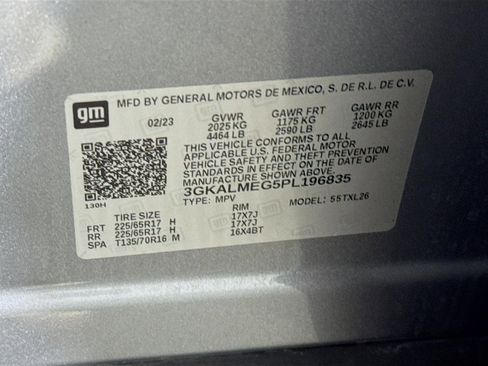 gm
MFD BY GENERAL MOTORS DE MEXICO, S. DE R.L. DE C.V.
02/23 GVWR GAWR FRT GAWR RR
2025 KG 1175 KG 1200 KG
4464 LB 2590 LB 2645 LB
THIS VEHICLE CONFORMS TO ALL
APPLICABLE U.S. FEDERAL MOTOR
VEHICLE SAFETY AND THEFT PREVENTION
STANDARDS IN EFFECT ON THE DATE OF
MANUFACTURE SHOWN ABOVE.
3GKALMEG5PL196835
130H TYPE: MPV MODEL: 5STXL26
TIRE SIZE RIM
FRT 225/65R17 H 17X7J
RR 225/65R17 H 17X7J
SPA T135/70R16 M 16X4BT